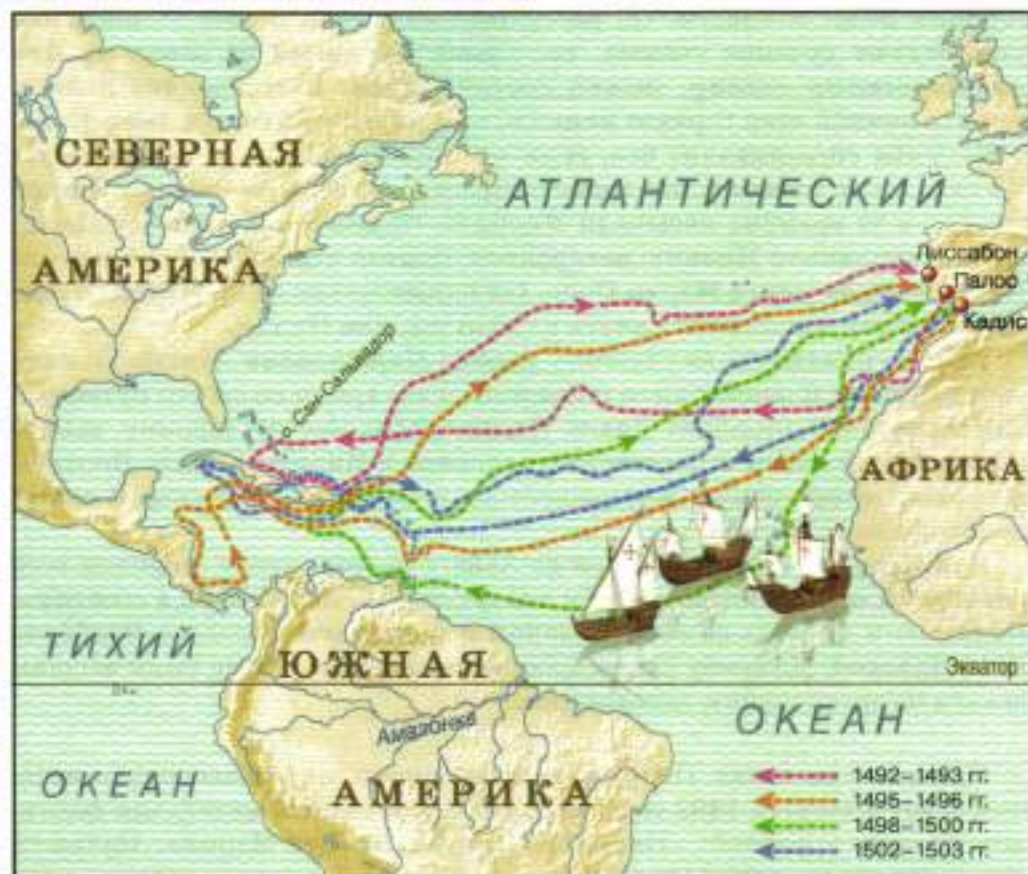 СЕВЕРНАЯ
АМЕРИКА
АТЛАНТИЧЕСКИЙ
Лиссабон
Палос
Кадис
о. Сан-Сальвадор
АФРИКА
ТИХИЙ
ОКЕАН
ЮЖНАЯ
АМЕРИКА
Амазонка
Экватор
ОКЕАН
1492–1493 гг.
1495–1496 гг.
1498–1500 гг.
1502–1503 гг.